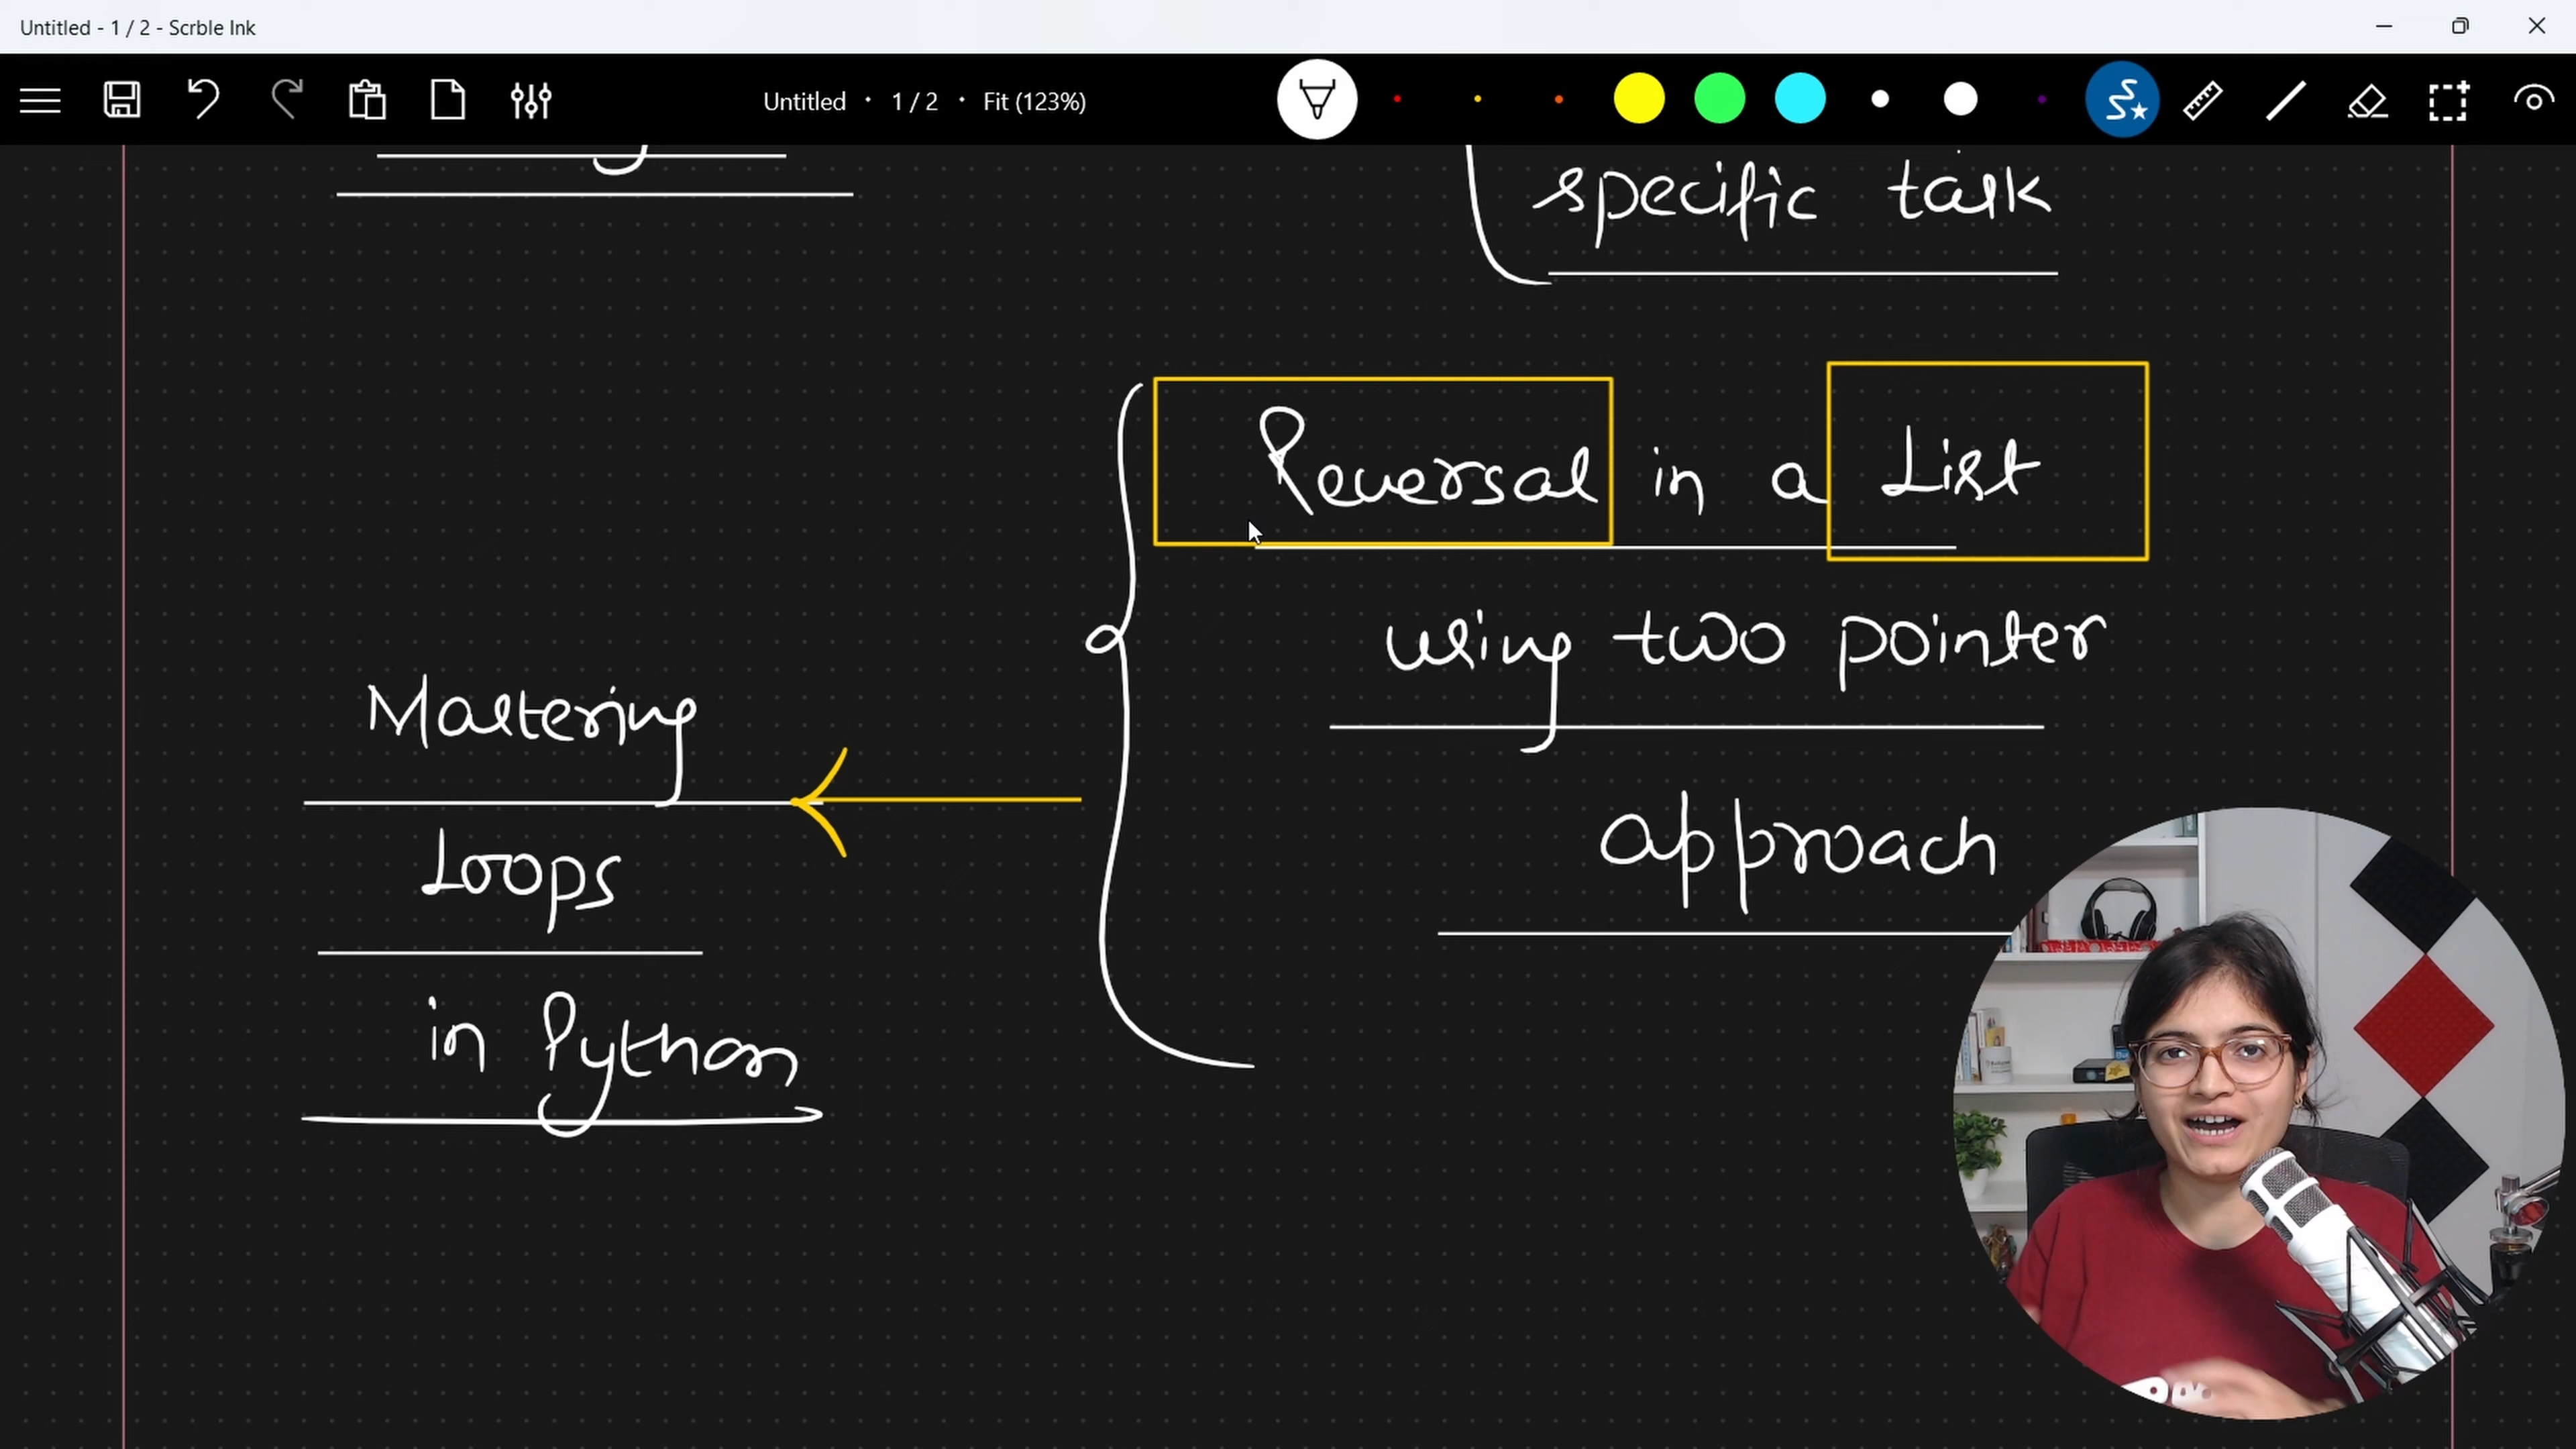 Untitled - 1 / 2 - Scrble Ink
Untitled • 1 / 2 • Fit (123%)
specific task
Reversal in a List
using two pointer
approach
Mastering
Loops
in Python